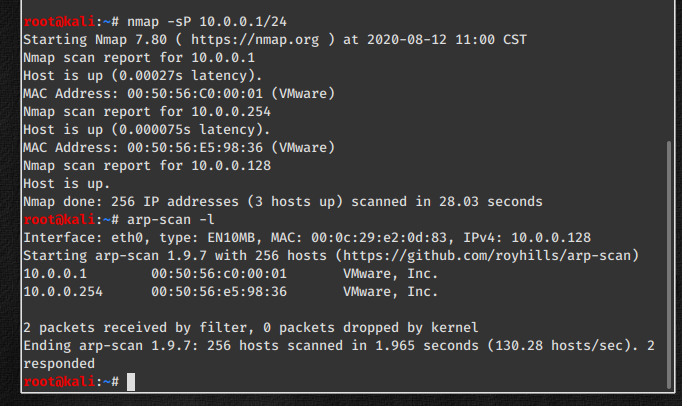 root@kali:~# nmap -sP 10.0.0.1/24
Starting Nmap 7.80 ( https://nmap.org ) at 2020-08-12 11:00 CST
Nmap scan report for 10.0.0.1
Host is up (0.00027s latency).
MAC Address: 00:50:56:C0:00:01 (VMware)
Nmap scan report for 10.0.0.254
Host is up (0.000075s latency).
MAC Address: 00:50:56:E5:98:36 (VMware)
Nmap scan report for 10.0.0.128
Host is up.
Nmap done: 256 IP addresses (3 hosts up) scanned in 28.03 seconds
root@kali:~# arp-scan -l
Interface: eth0, type: EN10MB, MAC: 00:0c:29:e2:0d:83, IPv4: 10.0.0.128
Starting arp-scan 1.9.7 with 256 hosts (https://github.com/royhills/arp-scan)
10.0.0.1        00:50:56:c0:00:01       VMware, Inc.
10.0.0.254      00:50:56:e5:98:36       VMware, Inc.
2 packets received by filter, 0 packets dropped by kernel
Ending arp-scan 1.9.7: 256 hosts scanned in 1.965 seconds (130.28 hosts/sec). 2
responded
root@kali:~#